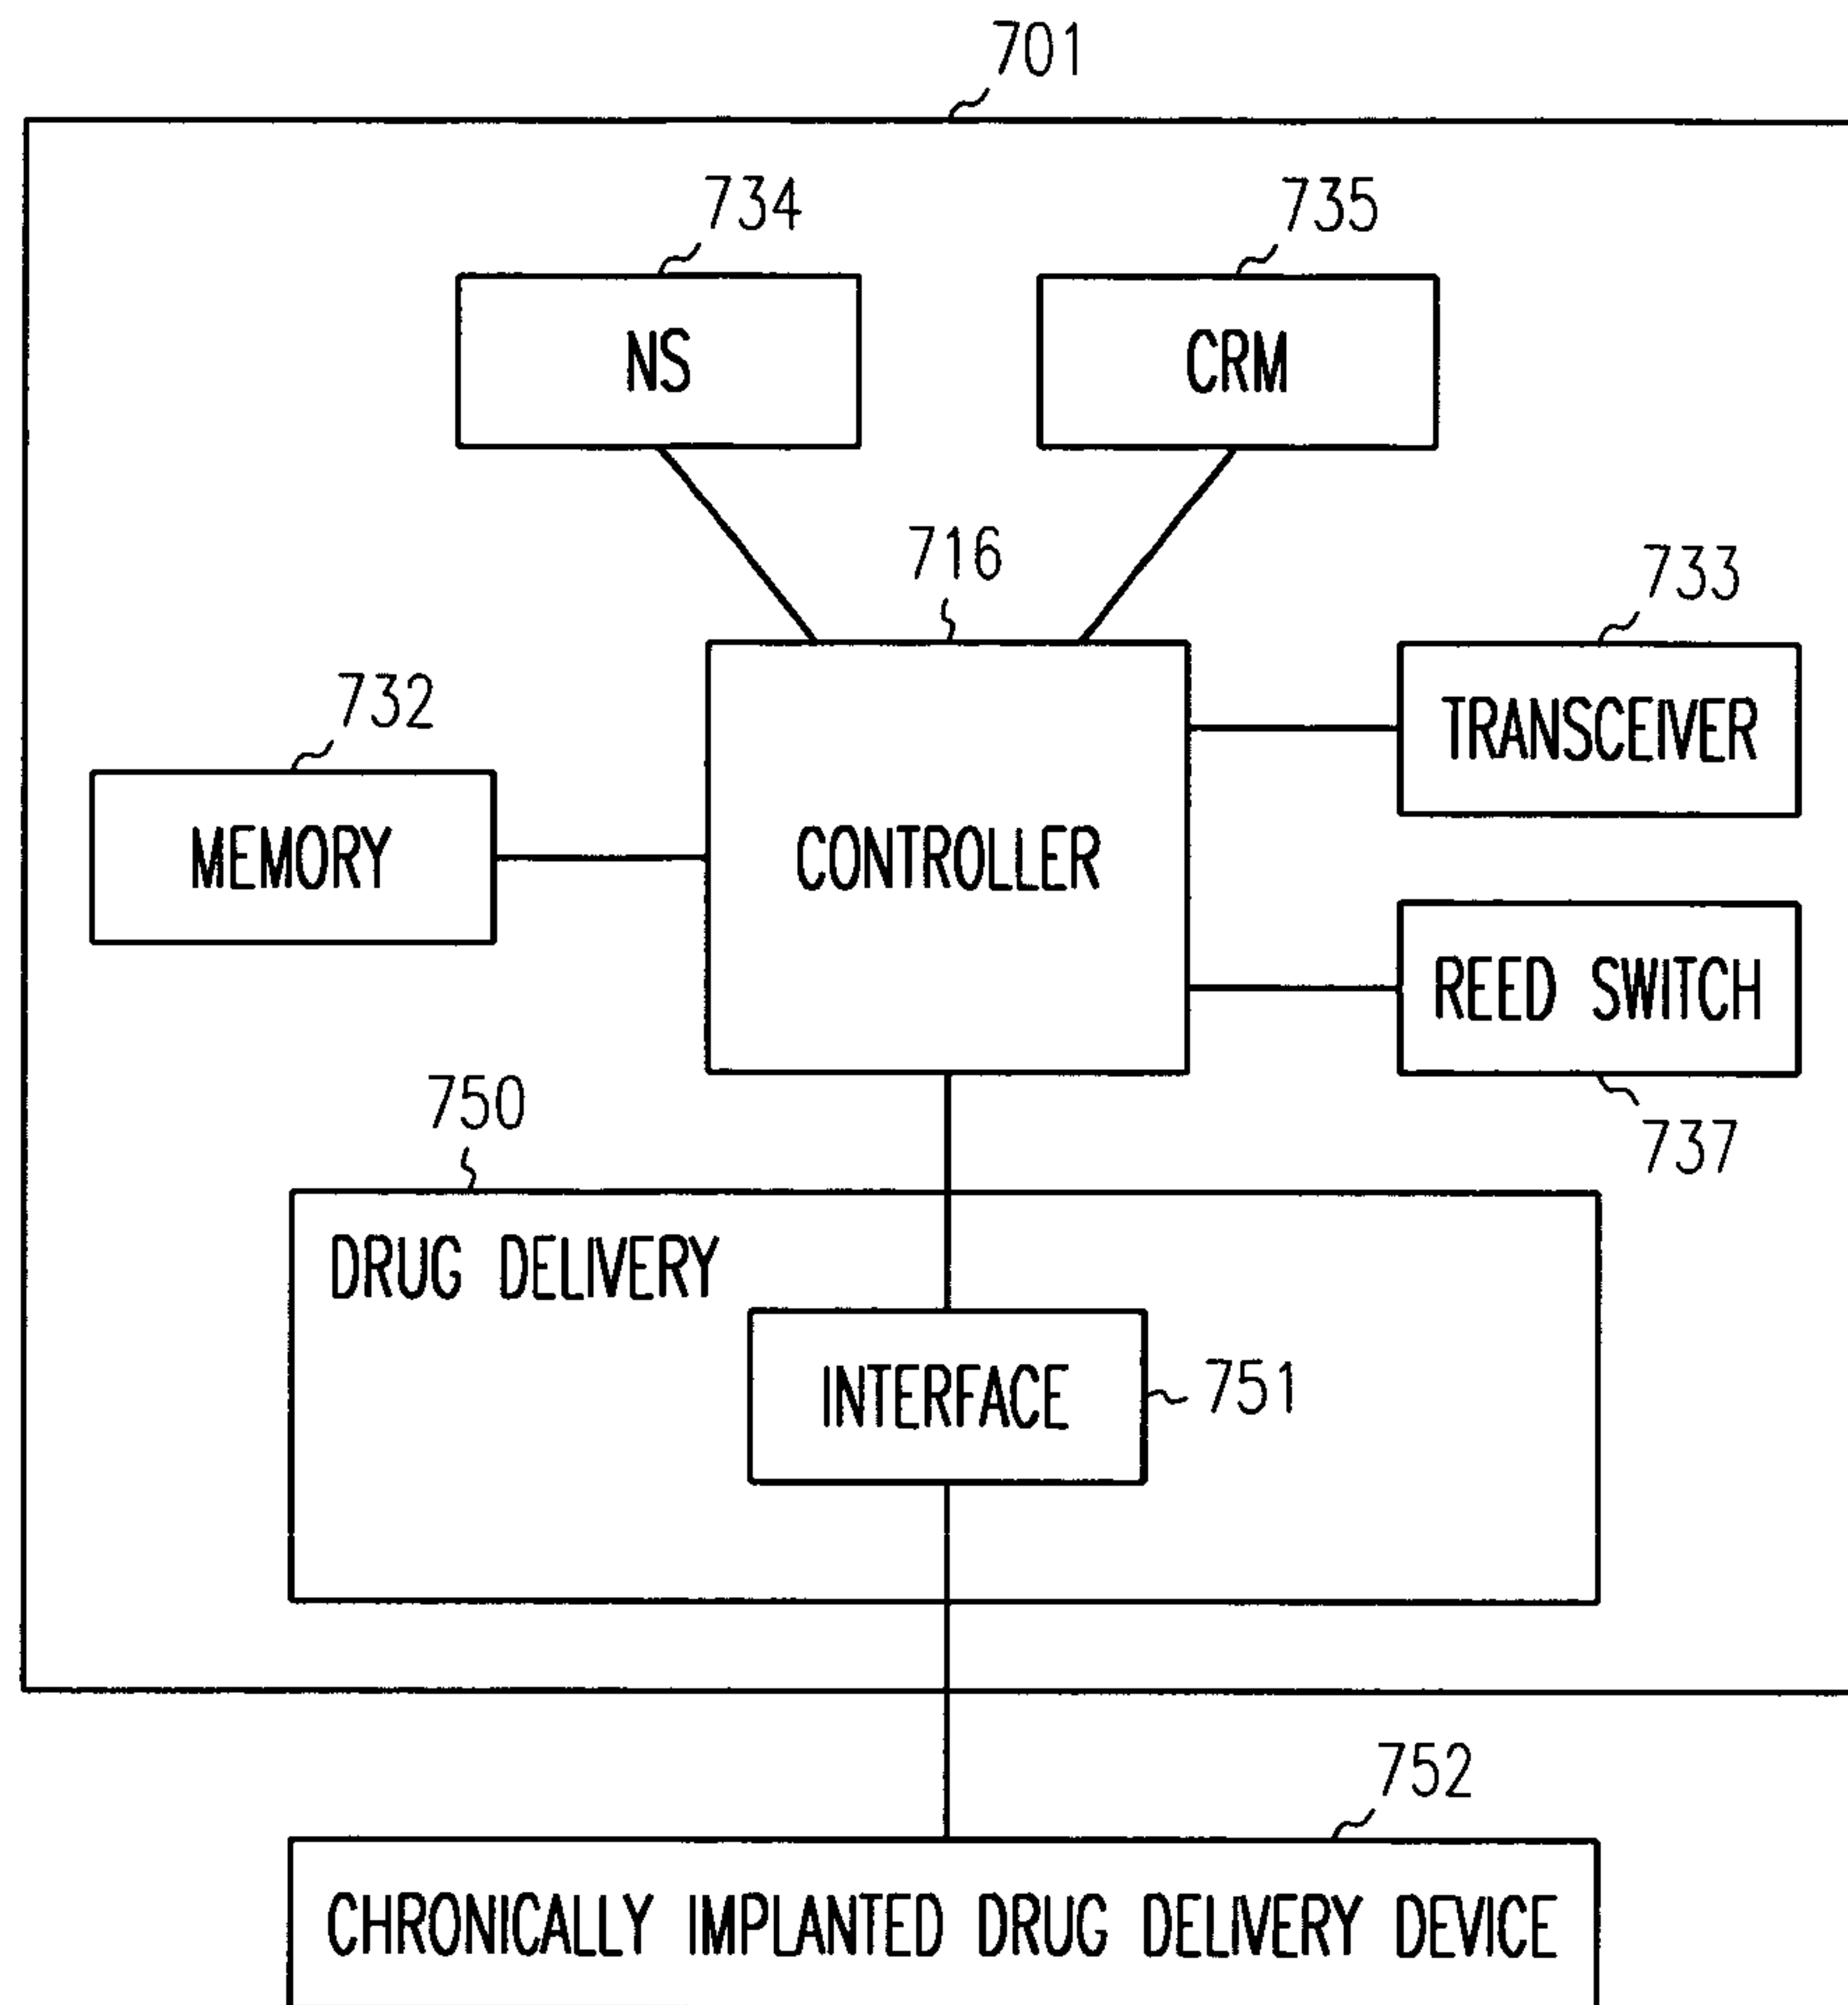 701
734
735
NS
CRM
716
733
732
TRANSCEIVER
MEMORY
CONTROLLER
REED SWITCH
750
737
DRUG DELIVERY
INTERFACE
751
752
CHRONICALLY IMPLANTED DRUG DELIVERY DEVICE